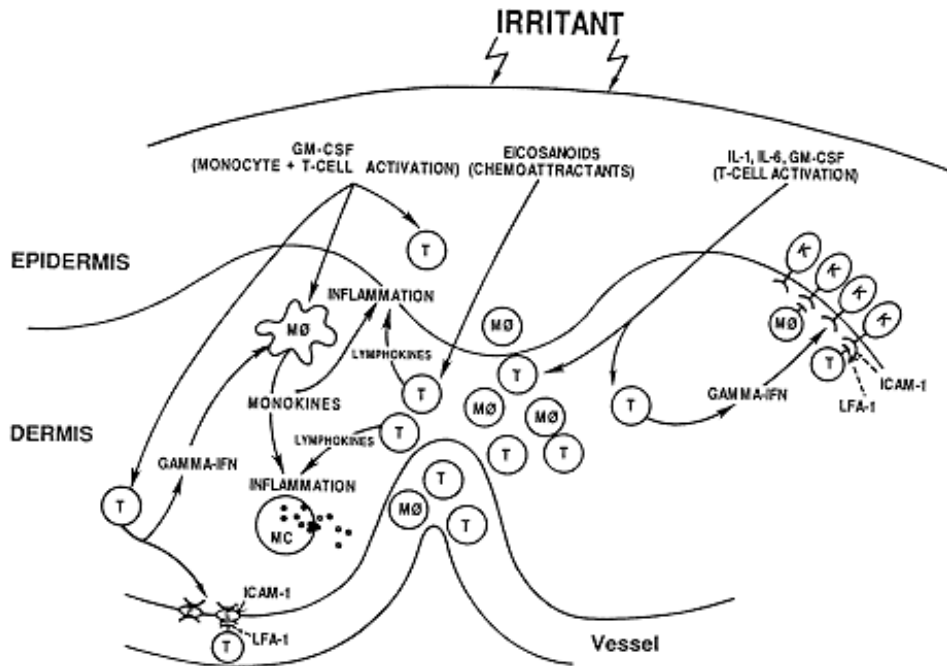 IRRITANT
GM-CSF
(MONOCYTE + T-CELL ACTIVATION)
EICOSANOIDS
(CHEMOATTRACTANTS)
IL-1, IL-6, GM-CSF
(T-CELL ACTIVATION)
T
EPIDERMIS
K
K
K
K
INFLAMMATION
MØ
MØ
MØ
LYMPHOKINES
T
T
ICAM-1
LFA-1
MONOKINES
T
MØ
MØ
T
GAMMA-IFN
DERMIS
T
LYMPHOKINES
T
T
GAMMA-IFN
INFLAMMATION
T
MC
MØ
T
T
ICAM-1
LFA-1
T
Vessel